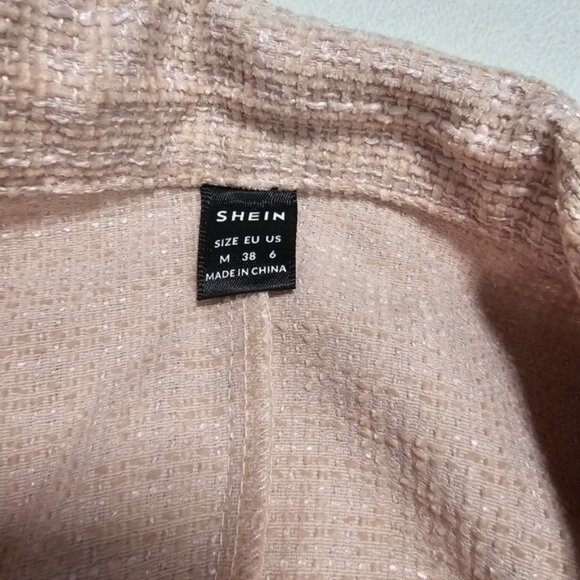 SHEIN
SIZE EU US
M 38 6
MADE IN CHINA